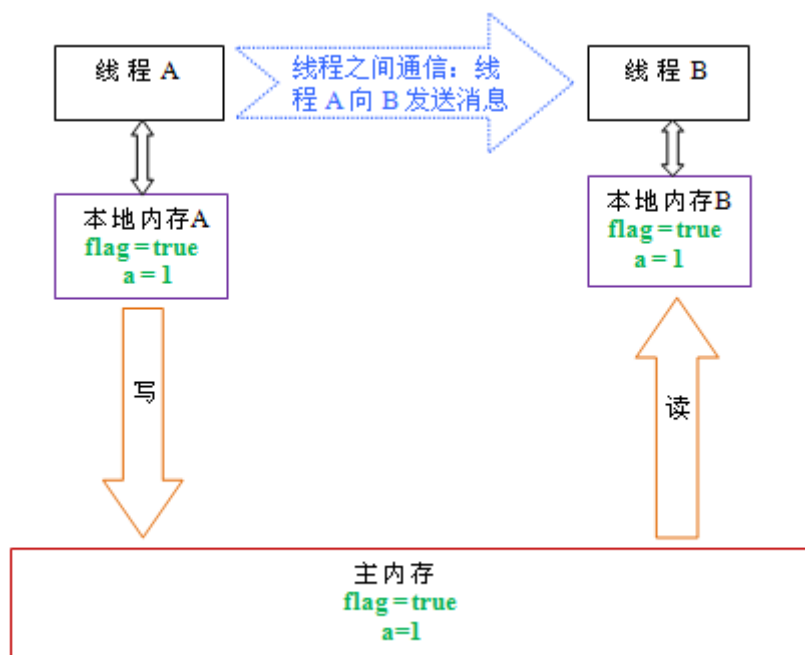 线程 A
线程之间通信：线
程 A 向 B 发送消息
线程 B
本地内存A
flag = true
a = 1
本地内存B
flag = true
a = 1
写
读
主内存
flag = true
a=1